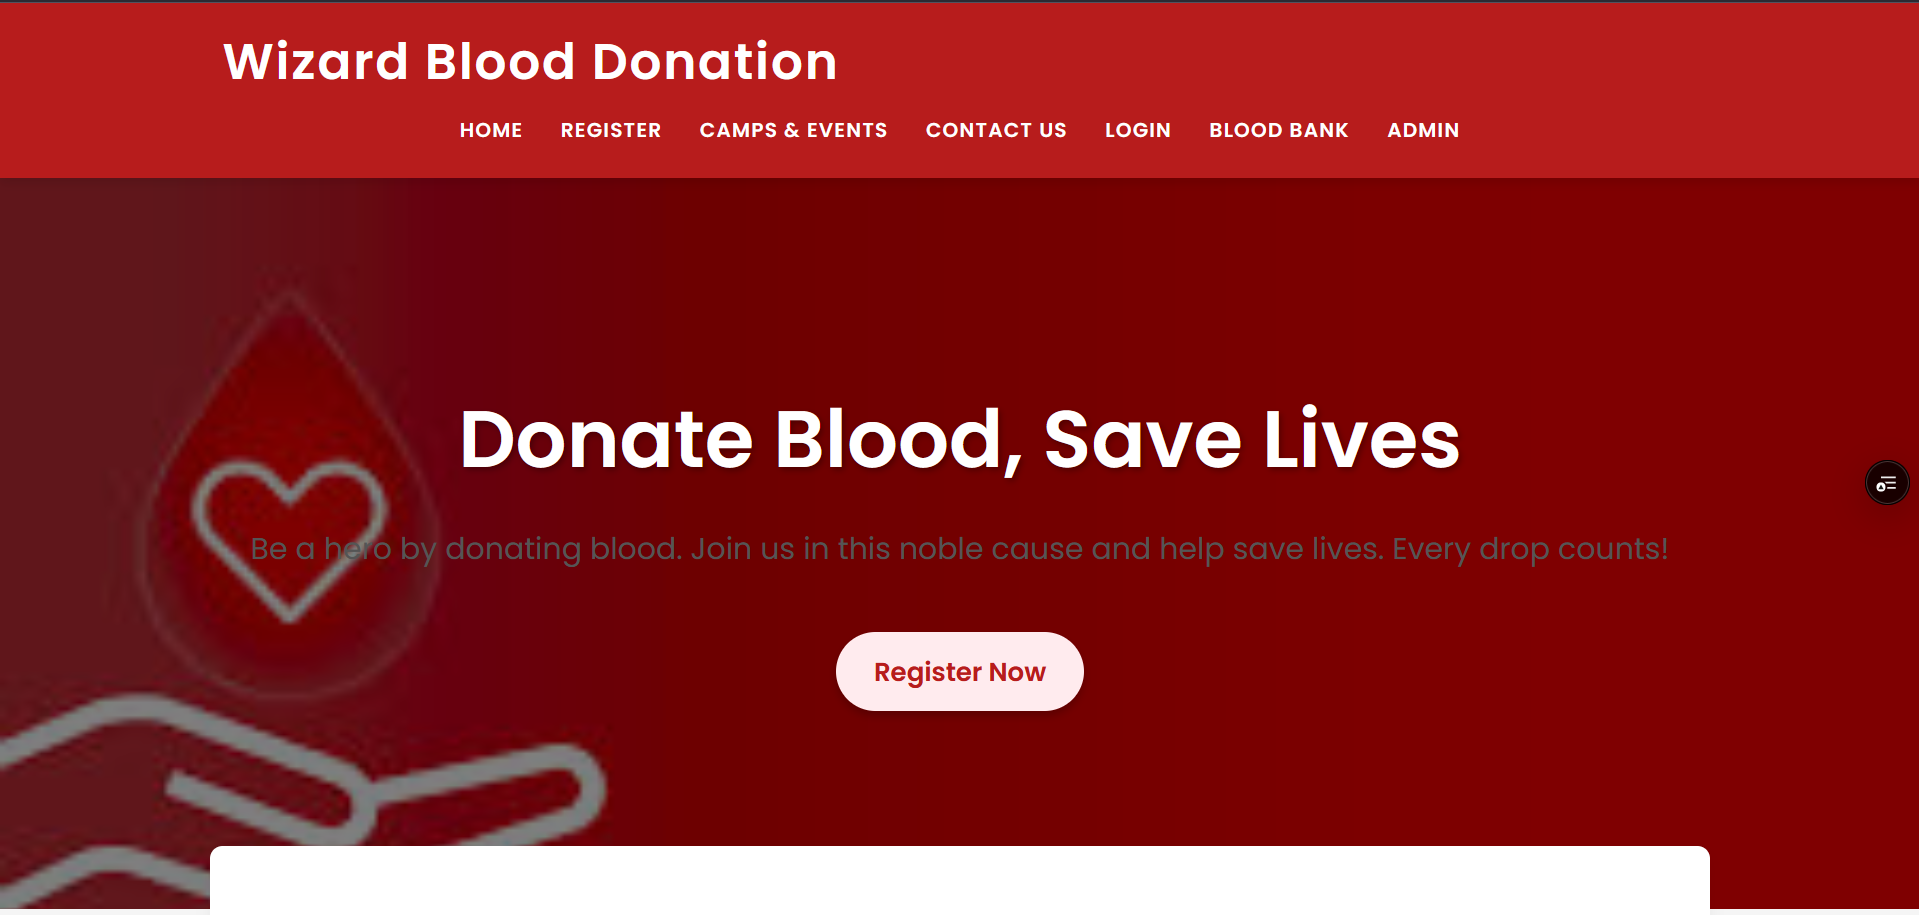 Wizard Blood Donation
HOME REGISTER CAMPS & EVENTS CONTACT US LOGIN BLOOD BANK ADMIN
Donate Blood, Save Lives
Be a hero by donating blood. Join us in this noble cause and help save lives. Every drop counts!
Register Now